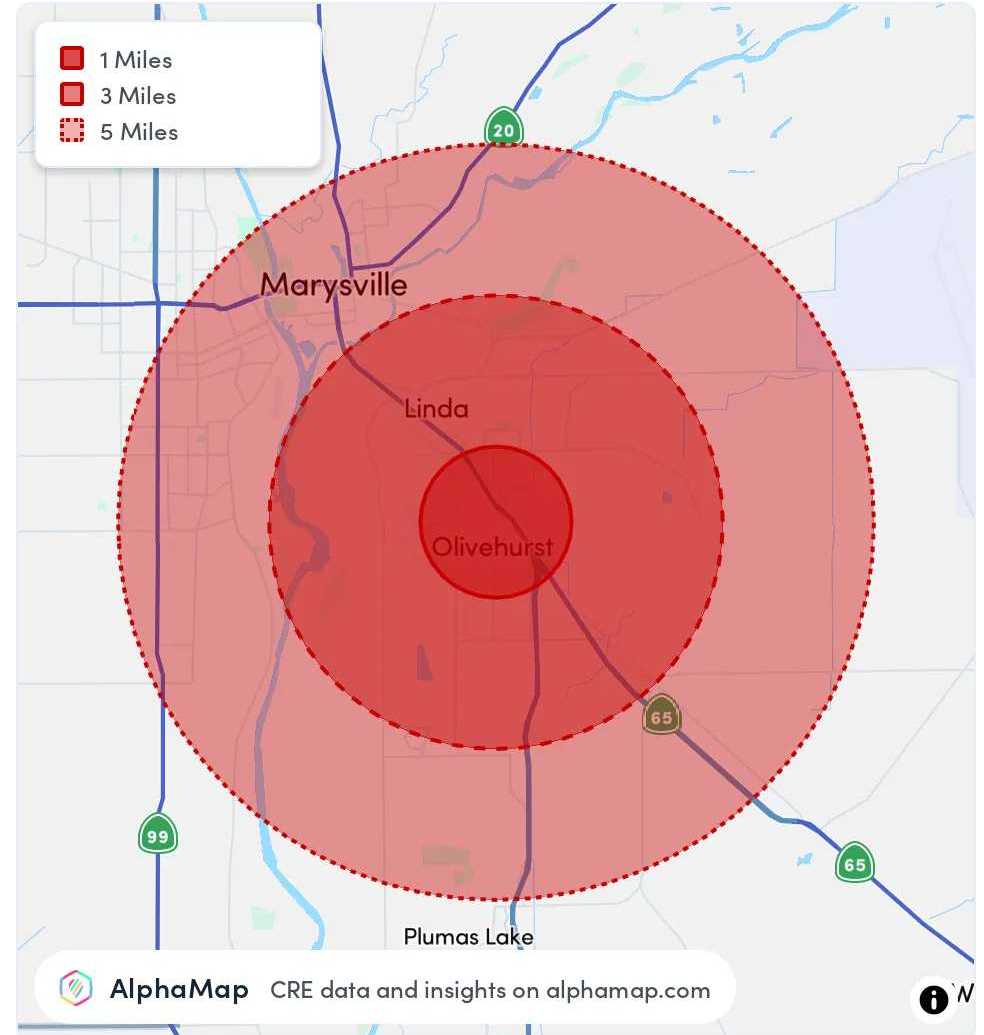 1 Miles
3 Miles
5 Miles
20
Marysville
Linda
Olivehurst
65
99
65
Plumas Lake
AlphaMap CRE data and insights on alphamap.com
W